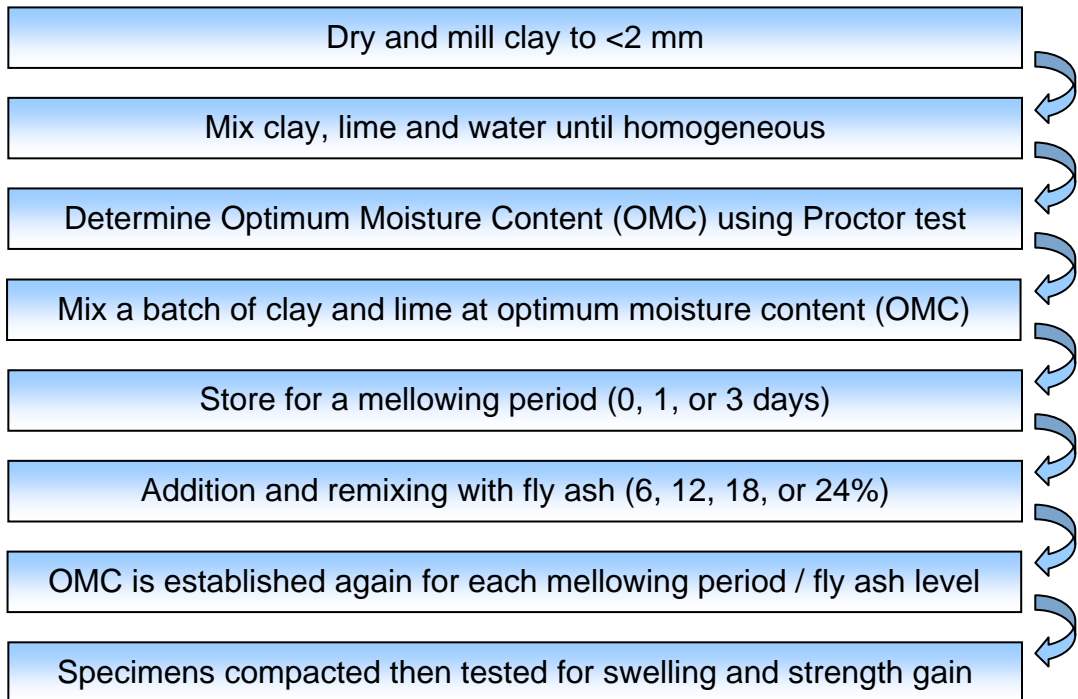 Dry and mill clay to <2 mm
Mix clay, lime and water until homogeneous
Determine Optimum Moisture Content (OMC) using Proctor test
Mix a batch of clay and lime at optimum moisture content (OMC)
Store for a mellowing period (0, 1, or 3 days)
Addition and remixing with fly ash (6, 12, 18, or 24%)
OMC is established again for each mellowing period / fly ash level
Specimens compacted then tested for swelling and strength gain